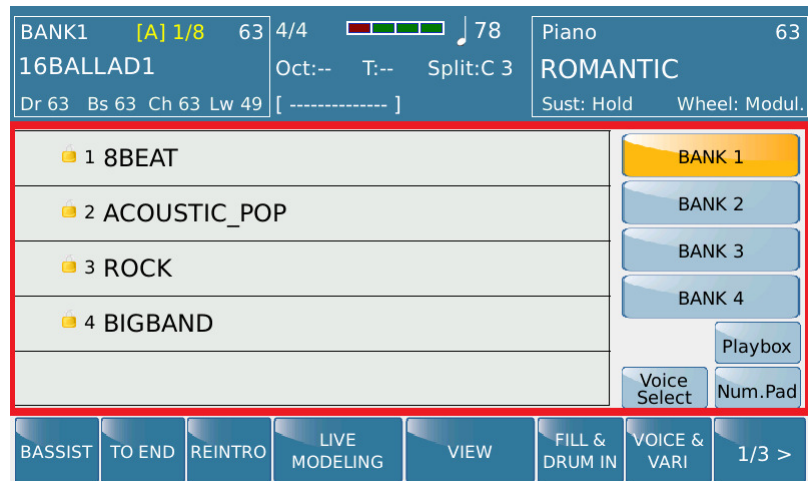 BANK1 [A] 1/8 63
16BALLAD1
Dr 63 Bs 63 Ch 63 Lw 49
4/4 ♩78
Oct:-- T:-- Split:C 3
[ -------------- ]
Piano 63
ROMANTIC
Sust: Hold Wheel: Modul.
1 8BEAT
2 ACOUSTIC_POP
3 ROCK
4 BIGBAND
BANK 1
BANK 2
BANK 3
BANK 4
Playbox
Voice
Select
Num.Pad
BASSIST
TO END
REINTRO
LIVE
MODELING
VIEW
FILL &
DRUM IN
VOICE &
VARI
1/3 >